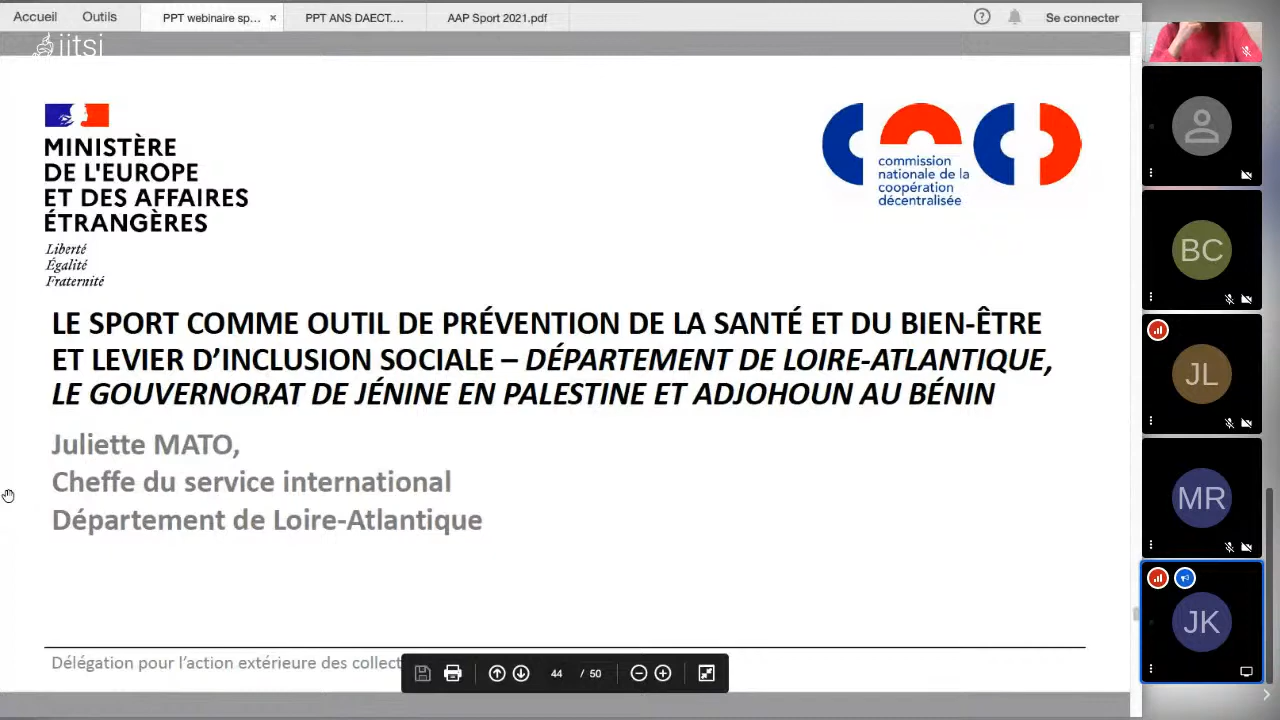 Accueil
Outils
PPT webinaire sp...
PPT ANS DAECT....
AAP Sport 2021.pdf
Se connecter
jitsi
MINISTÈRE
DE L'EUROPE
ET DES AFFAIRES
ÉTRANGÈRES
Liberté
Égalité
Fraternité
commission
nationale de la
coopération
décentralisée
LE SPORT COMME OUTIL DE PRÉVENTION DE LA SANTÉ ET DU BIEN-ÊTRE
ET LEVIER D’INCLUSION SOCIALE – DÉPARTEMENT DE LOIRE-ATLANTIQUE,
LE GOUVERNORAT DE JÉNINE EN PALESTINE ET ADJOHOUN AU BÉNIN
Juliette MATO,
Cheffe du service international
Département de Loire-Atlantique
Délégation pour l’action extérieure des collect
44 / 50
BC
JL
MR
JK